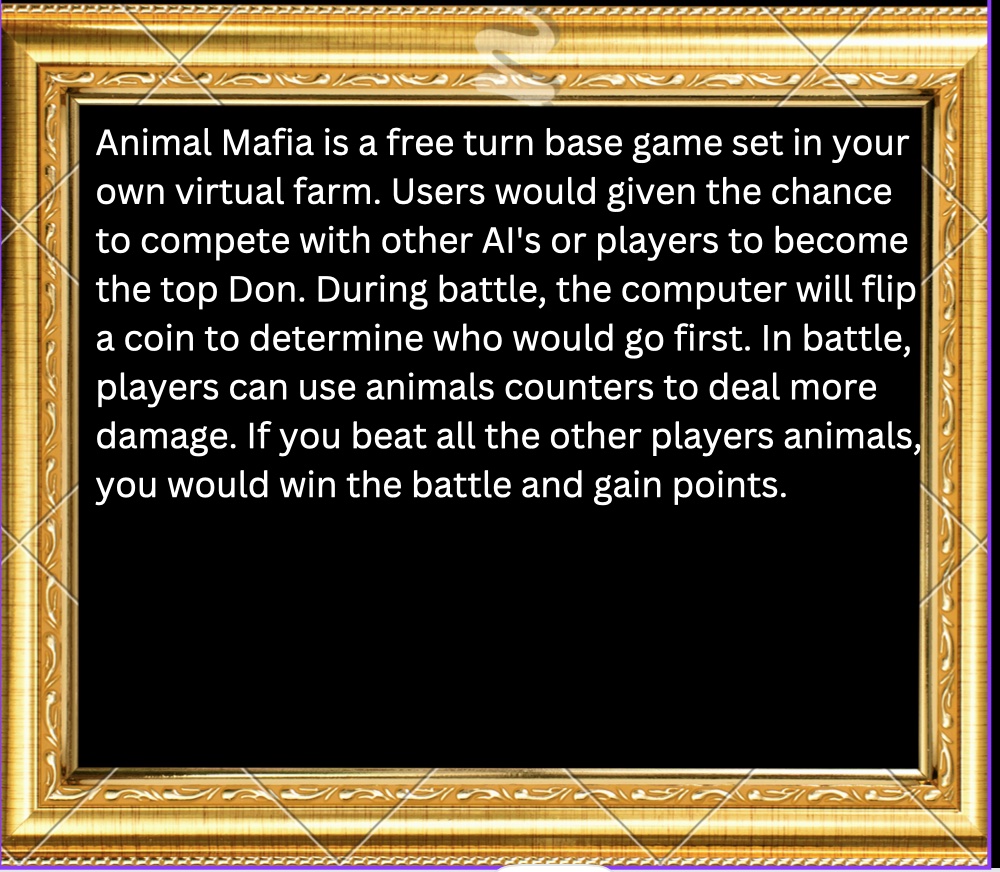 Animal Mafia is a free turn base game set in your
own virtual farm. Users would given the chance
to compete with other AI's or players to become
the top Don. During battle, the computer will flip
a coin to determine who would go first. In battle,
players can use animals counters to deal more
damage. If you beat all the other players animals,
you would win the battle and gain points.